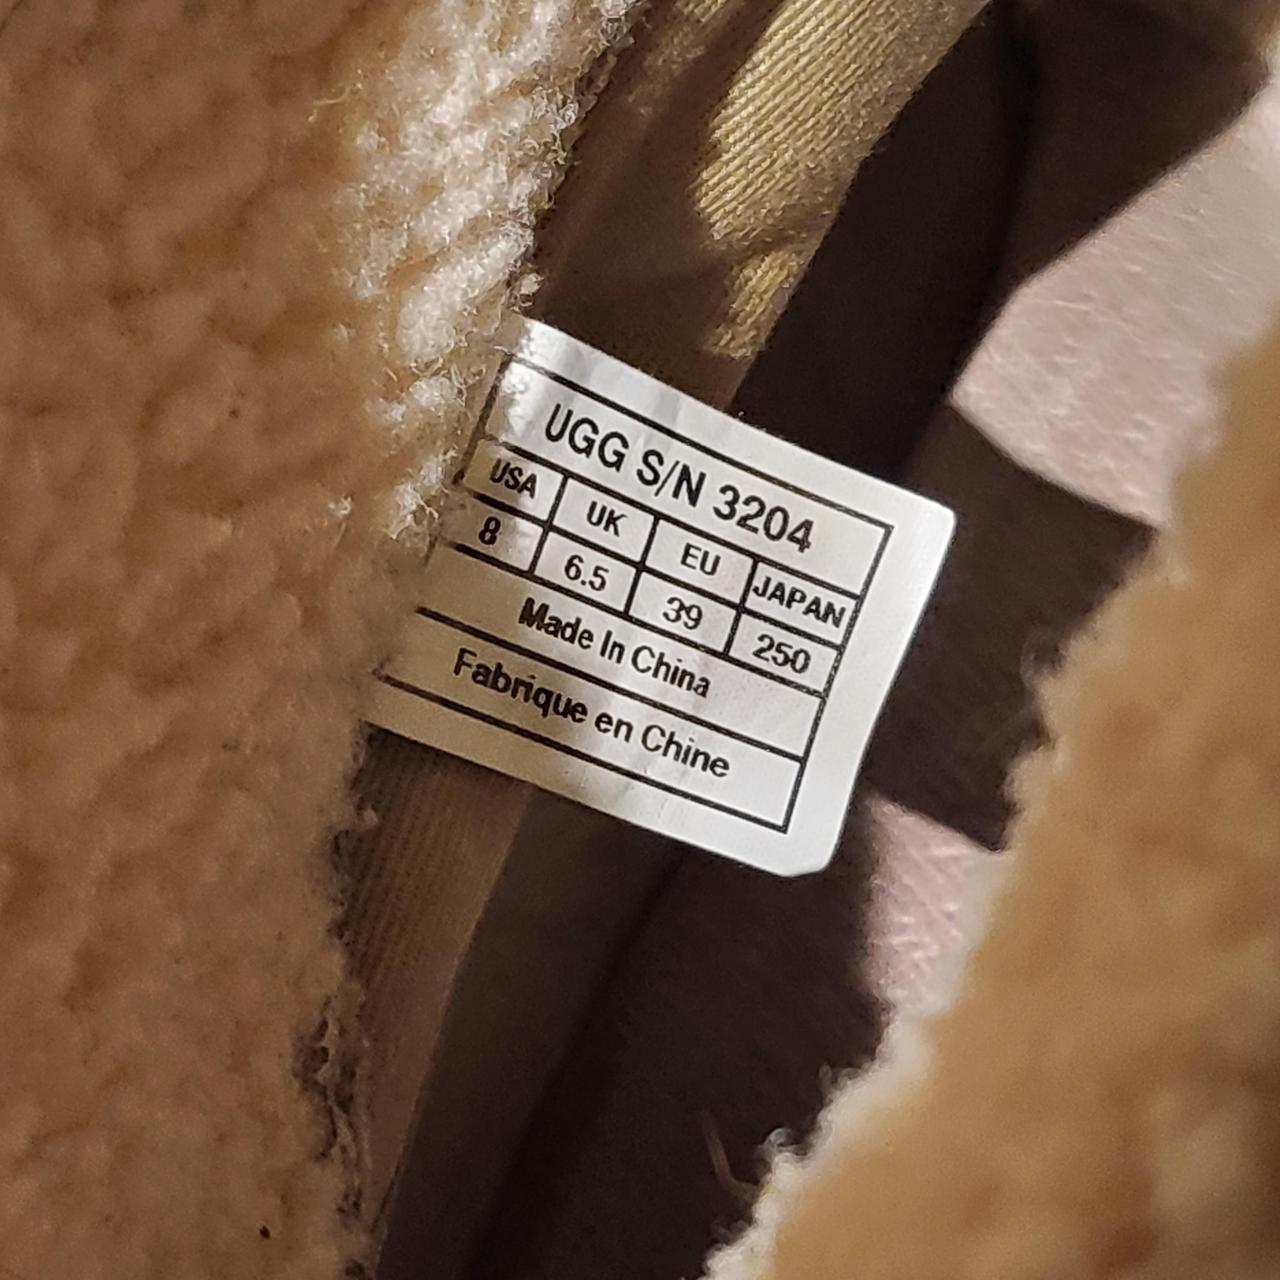 UGG S/N 3204
USA UK EU JAPAN
8 6.5 39 250
Made In China
Fabrique en Chine